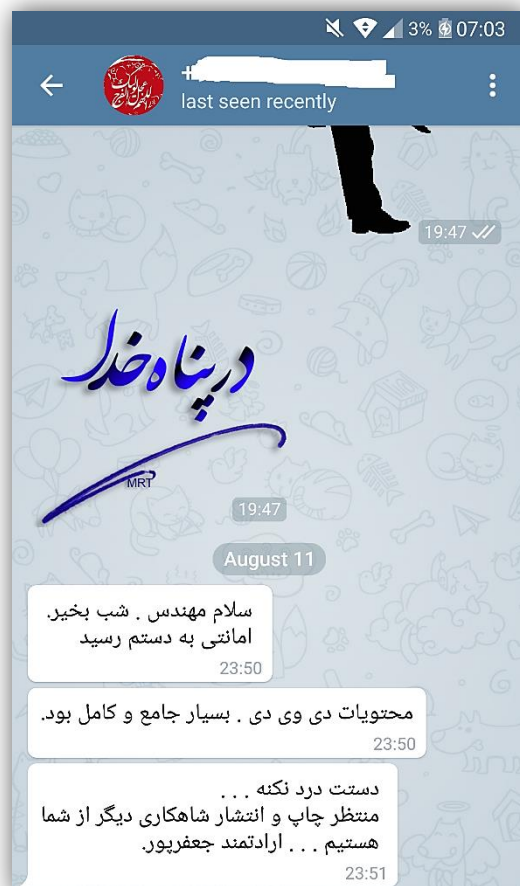 3% 07:03
last seen recently
19:47
در پناه خدا
MRT
19:47
August 11
سلام مهندس . شب بخیر.
امانتی به دستم رسید
23:50
محتویات دی وی دی . بسیار جامع و کامل بود.
23:50
دستت درد نکنه . . .
منتظر چاپ و انتشار شاهکاری دیگر از شما
هستیم . . . ارادتمند جعفرپور.
23:51